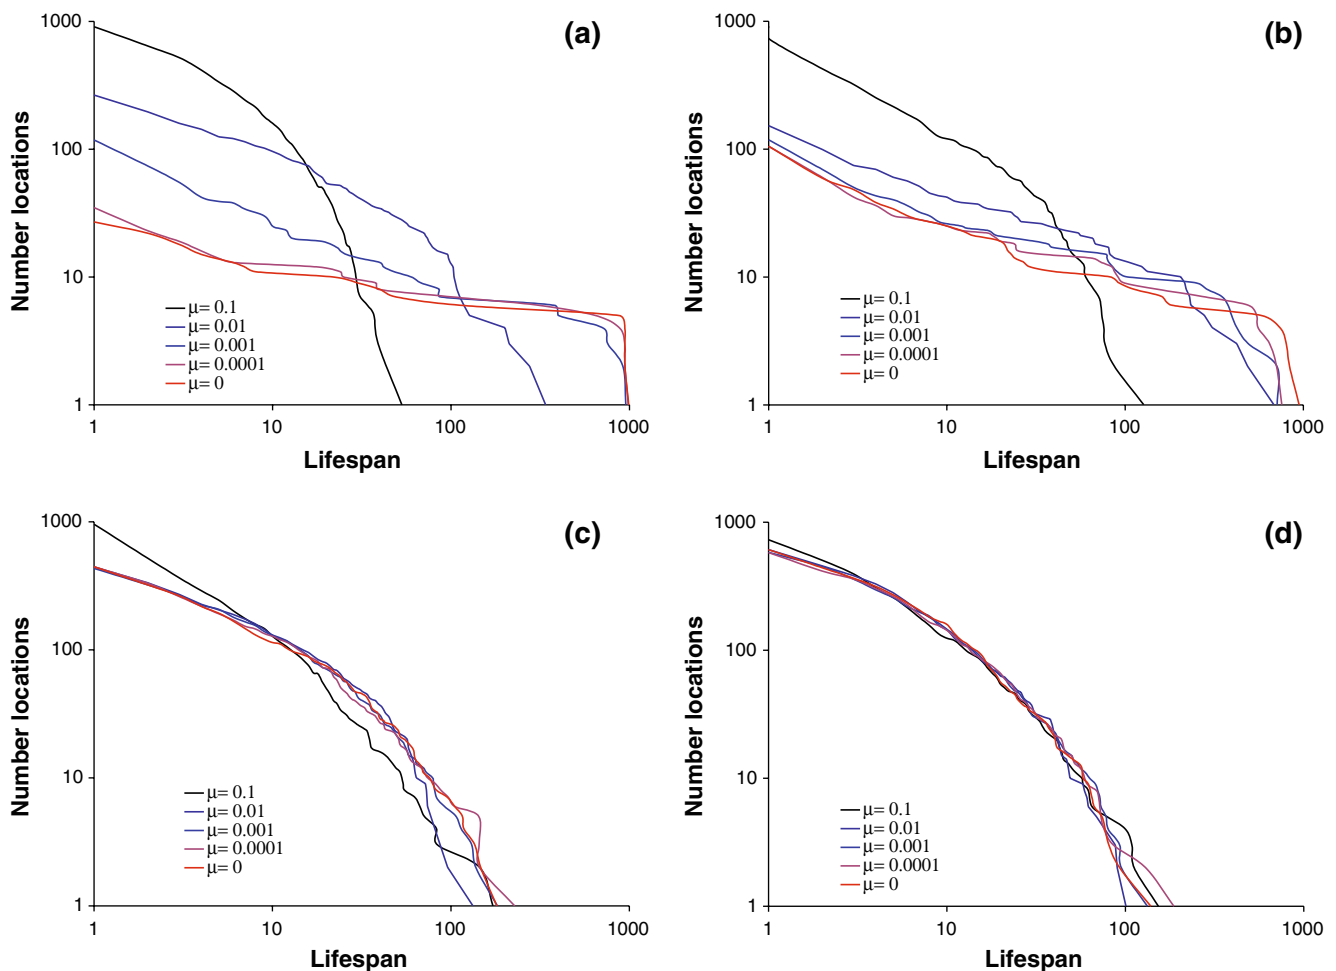 (a)
Number locations
1000
100
10
1
μ= 0.1
μ= 0.01
μ= 0.001
μ= 0.0001
μ= 0
1 10 100 1000
Lifespan
(b)
Number locations
1000
100
10
1
μ= 0.1
μ= 0.01
μ= 0.001
μ= 0.0001
μ= 0
1 10 100 1000
Lifespan
(c)
Number locations
1000
100
10
1
μ= 0.1
μ= 0.01
μ= 0.001
μ= 0.0001
μ= 0
1 10 100 1000
Lifespan
(d)
Number locations
1000
100
10
1
μ= 0.1
μ= 0.01
μ= 0.001
μ= 0.0001
μ= 0
1 10 100 1000
Lifespan